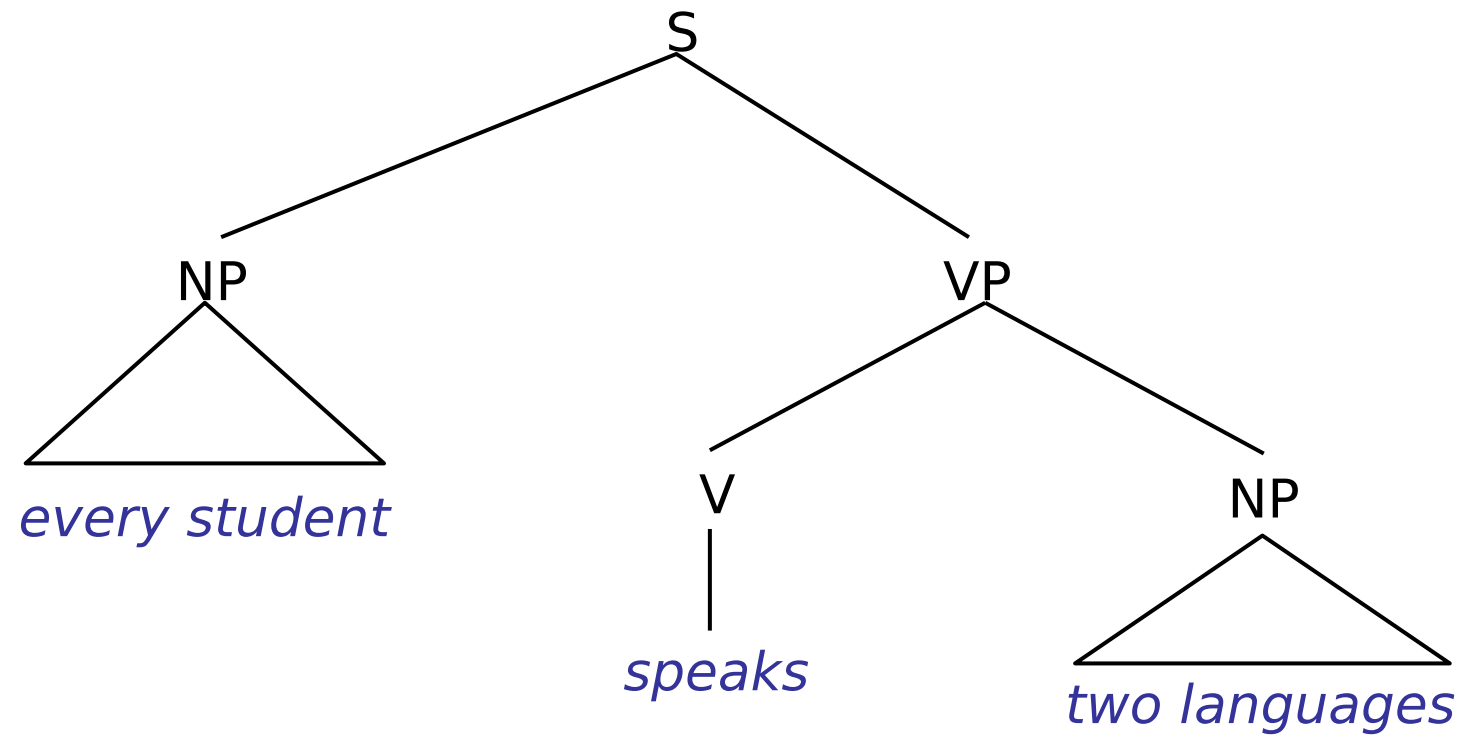 S
NP VP
V NP
every student
speaks
two languages